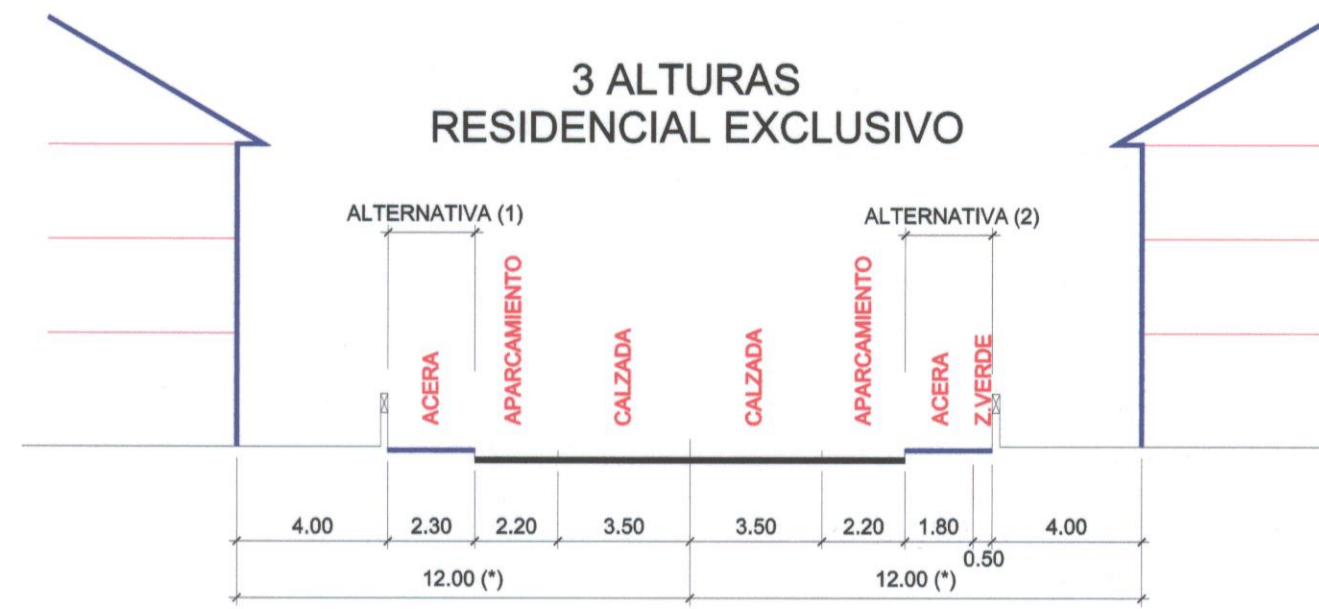 3 ALTURAS
RESIDENCIAL EXCLUSIVO
ALTERNATIVA (1)
ALTERNATIVA (2)
ACERA
APARCAMIENTO
CALZADA
CALZADA
APARCAMIENTO
ACERA
Z.VERDE
4.00
2.30
2.20
3.50
3.50
2.20
1.80
4.00
0.50
12.00 (*)
12.00 (*)